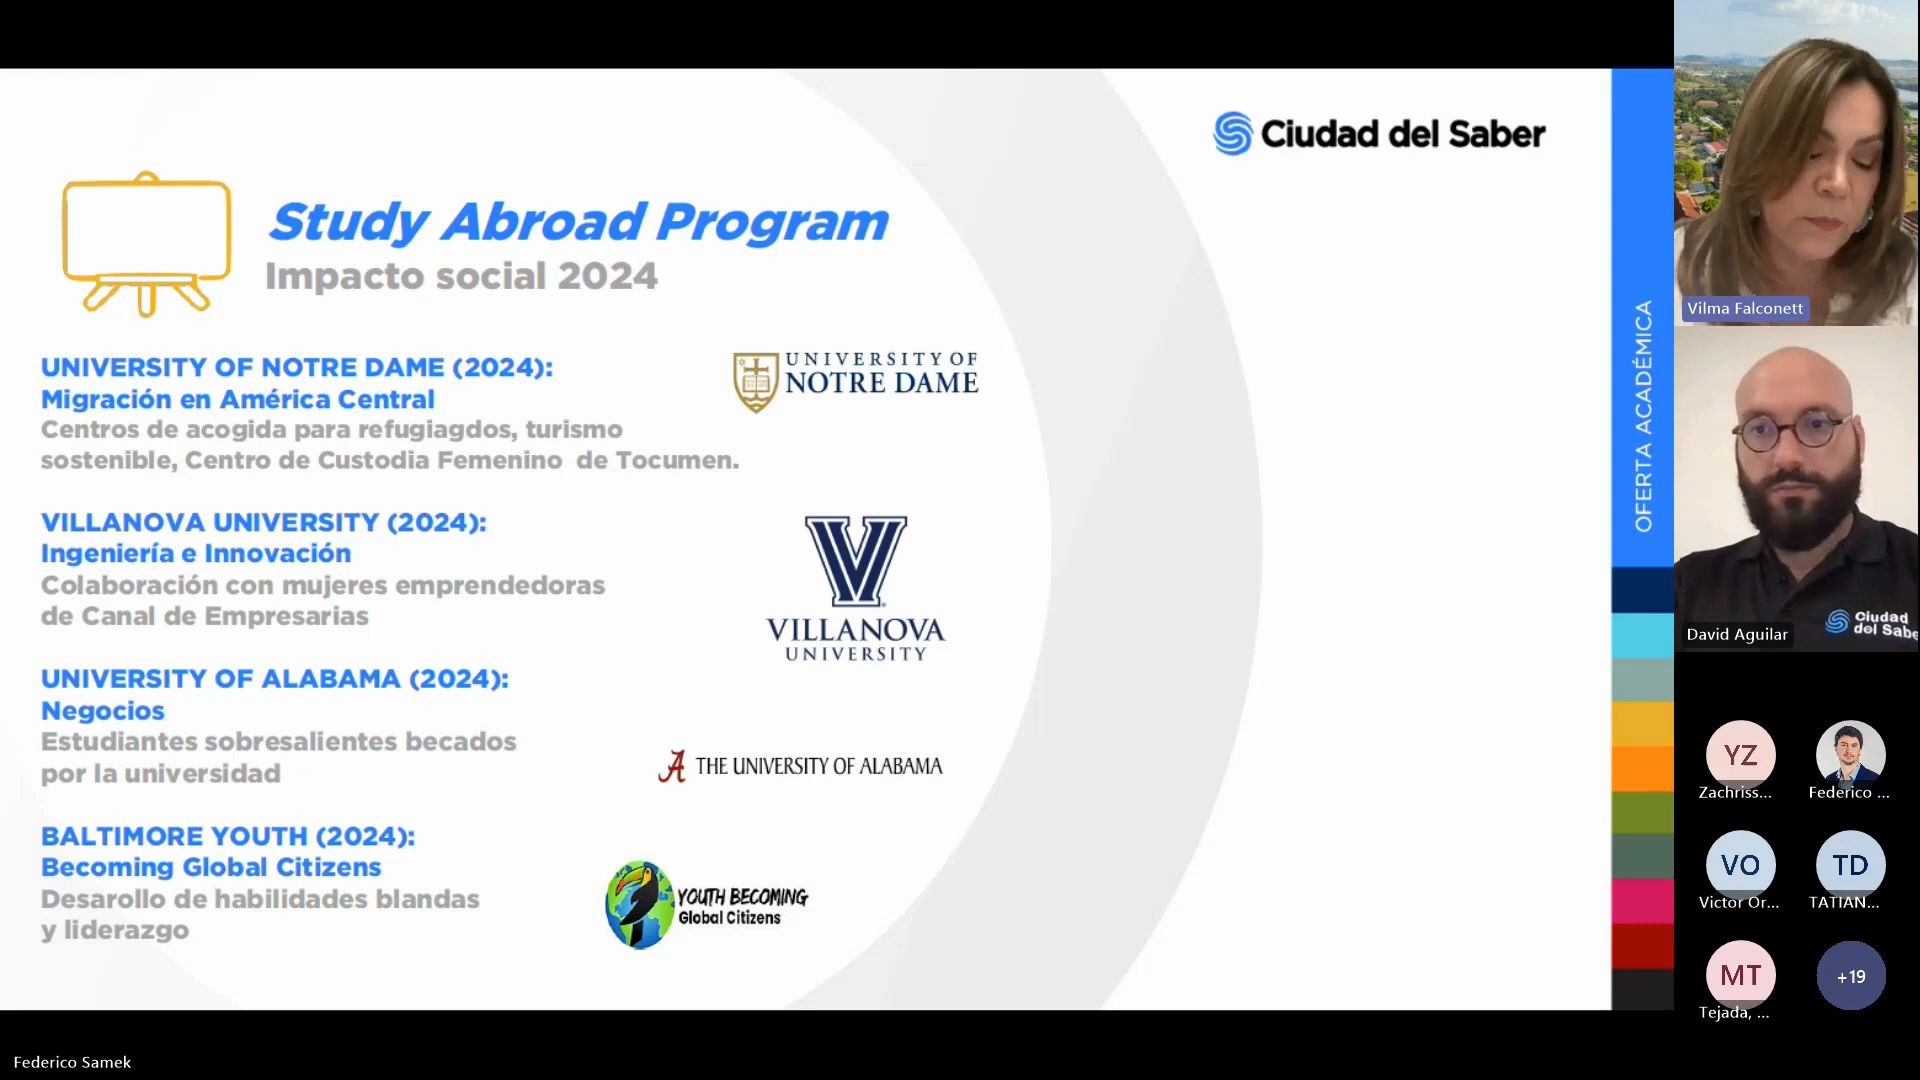 Ciudad del Saber
Study Abroad Program
Impacto social 2024
UNIVERSITY OF NOTRE DAME (2024):
Migración en América Central
Centros de acogida para refugiagdos, turismo
sostenible, Centro de Custodia Femenino de Tocumen.
UNIVERSITY OF
NOTRE DAME
VILLANOVA UNIVERSITY (2024):
Ingeniería e Innovación
Colaboración con mujeres emprendedoras
de Canal de Empresarias
V
VILLANOVA
UNIVERSITY
UNIVERSITY OF ALABAMA (2024):
Negocios
Estudiantes sobresalientes becados
por la universidad
A THE UNIVERSITY OF ALABAMA
BALTIMORE YOUTH (2024):
Becoming Global Citizens
Desarollo de habilidades blandas
y liderazgo
YOUTH BECOMING
Global Citizens
OFERTA ACADÉMICA
Vilma Falconett
Ciudad
del Sabe
David Aguilar
YZ
Zachriss...
Federico ...
VO
Victor Or...
TD
TATIAN...
MT
Tejada, ...
+19
Federico Samek